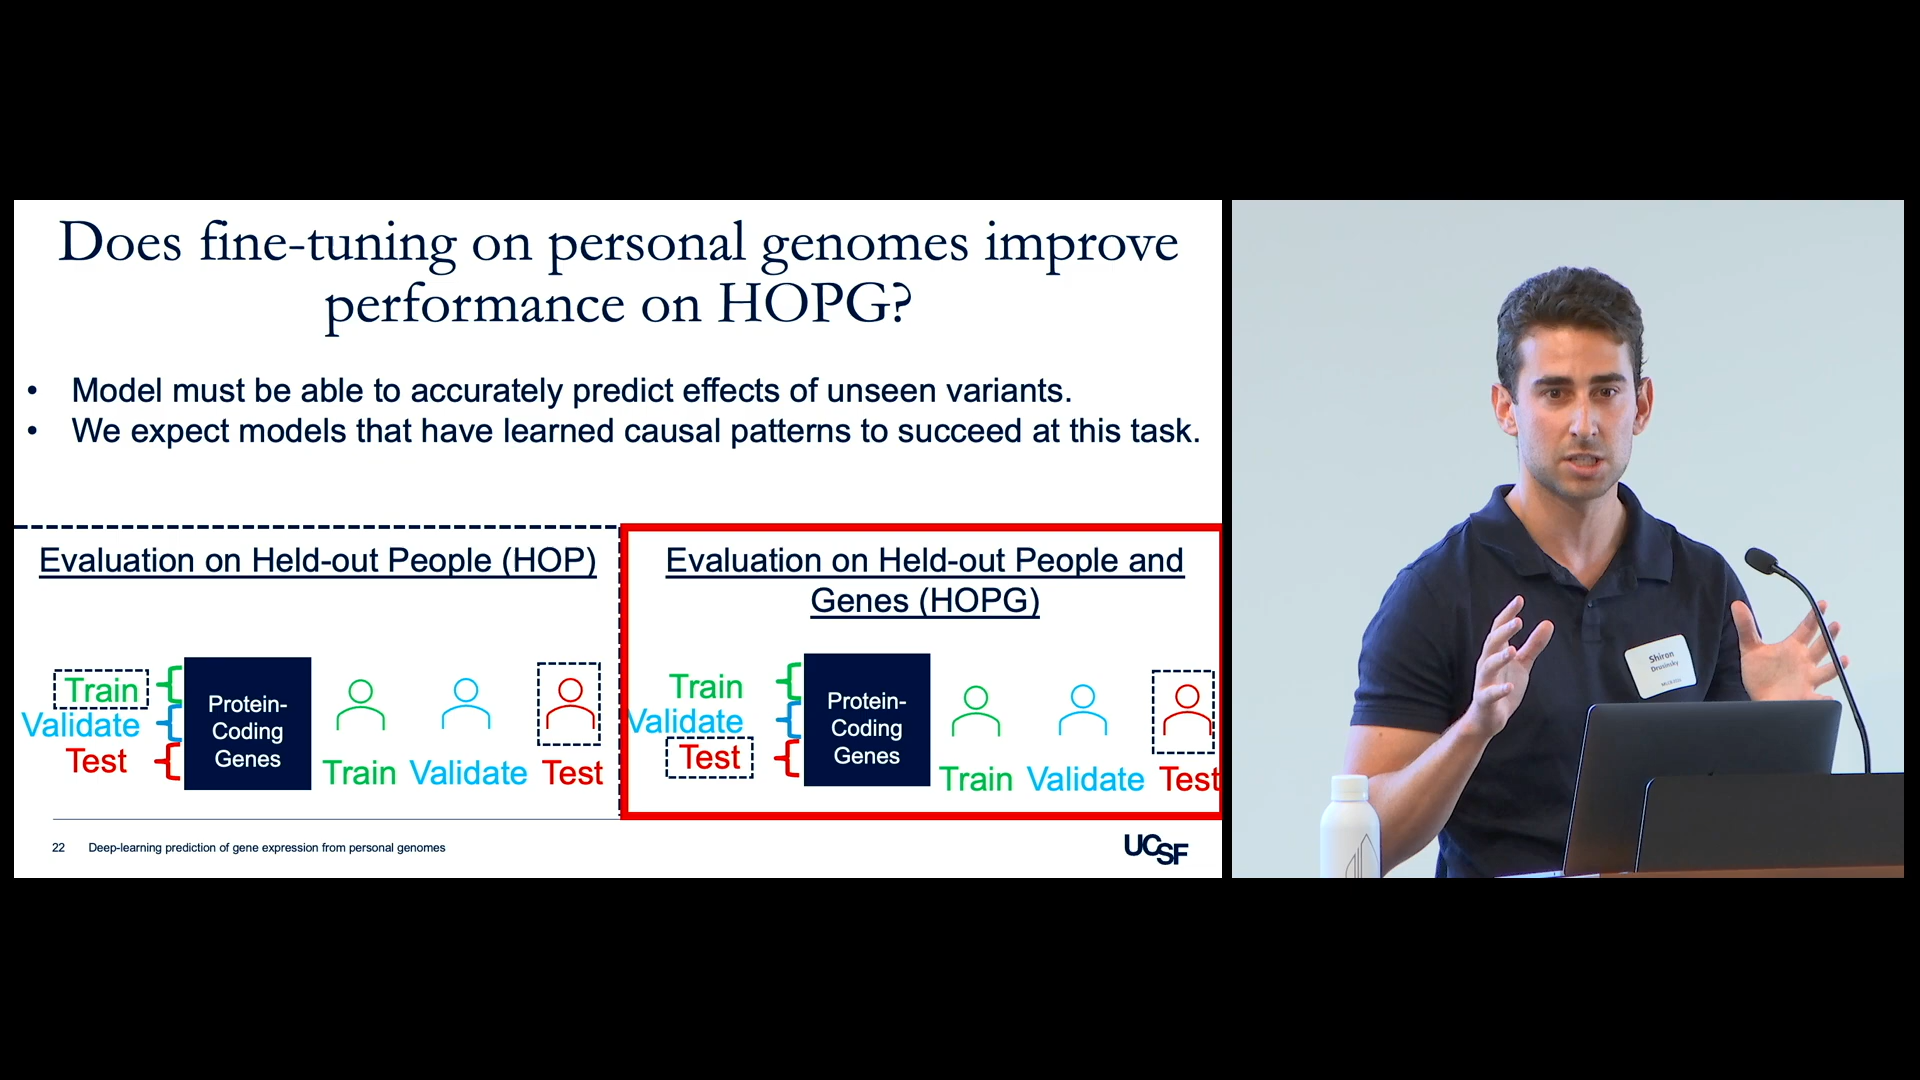 Does fine-tuning on personal genomes improve
performance on HOPG?
• Model must be able to accurately predict effects of unseen variants.
• We expect models that have learned causal patterns to succeed at this task.
Evaluation on Held-out People (HOP)
Train
Validate
Test
Protein-
Coding
Genes
Train Validate Test
Evaluation on Held-out People and
Genes (HOPG)
Train
Validate
Test
Protein-
Coding
Genes
Train Validate Test
22 Deep-learning prediction of gene expression from personal genomes
UCSF
Shiron
Drusinsky